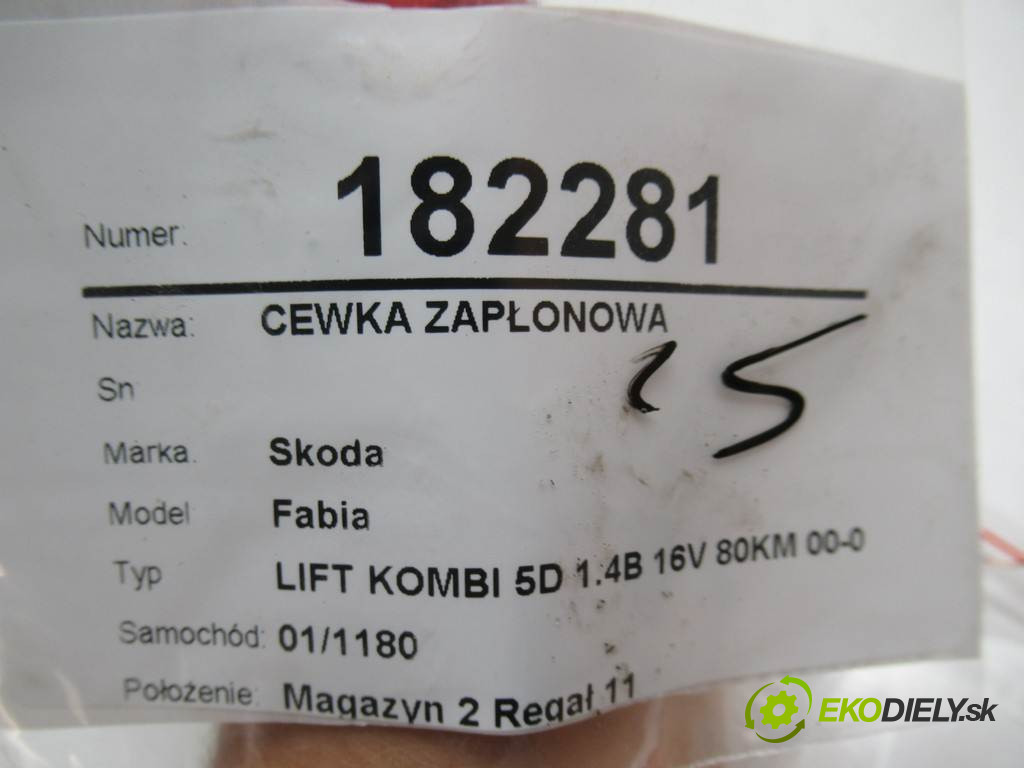 Numer: 182281
Nazwa: CEWKA ZAPŁONOWA
25
Sn
Marka: Skoda
Model Fabia
Typ LIFT KOMBI 5D 1.4B 16V 80KM 00-0
Samochód: 01/1180
Położenie: Magazyn 2 Regał 11
EKODIELY.sk